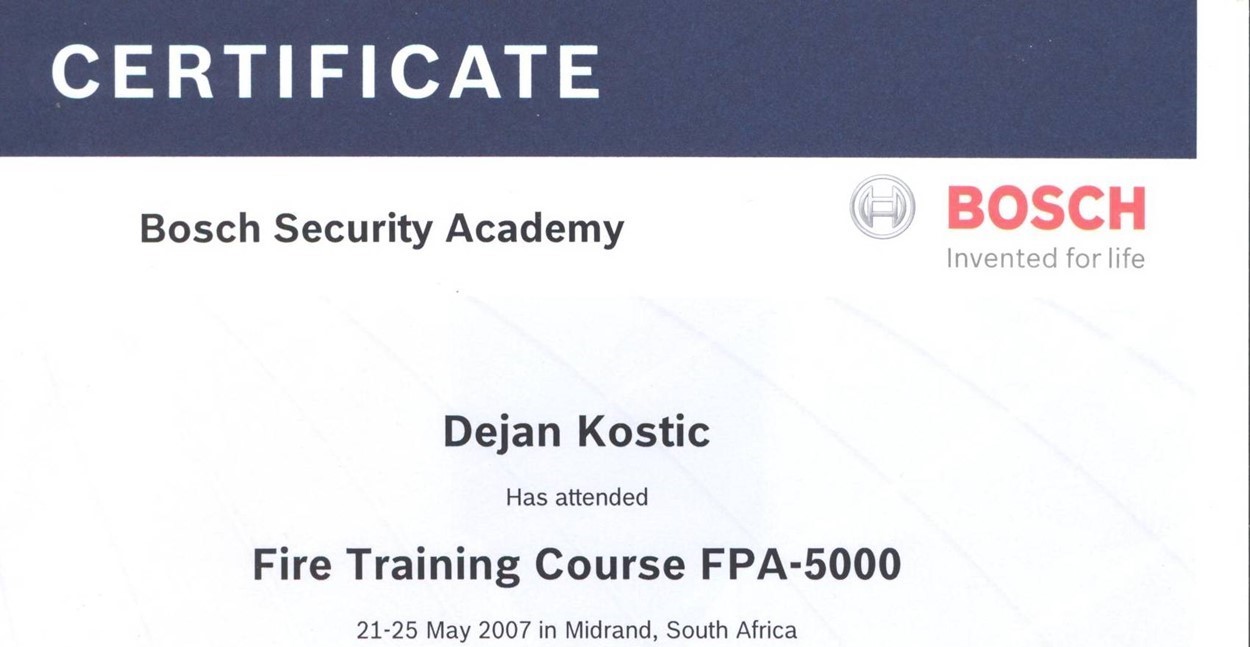 CERTIFICATE
Bosch Security Academy
BOSCH
Invented for life
Dejan Kostic
Has attended
Fire Training Course FPA-5000
21-25 May 2007 in Midrand, South Africa